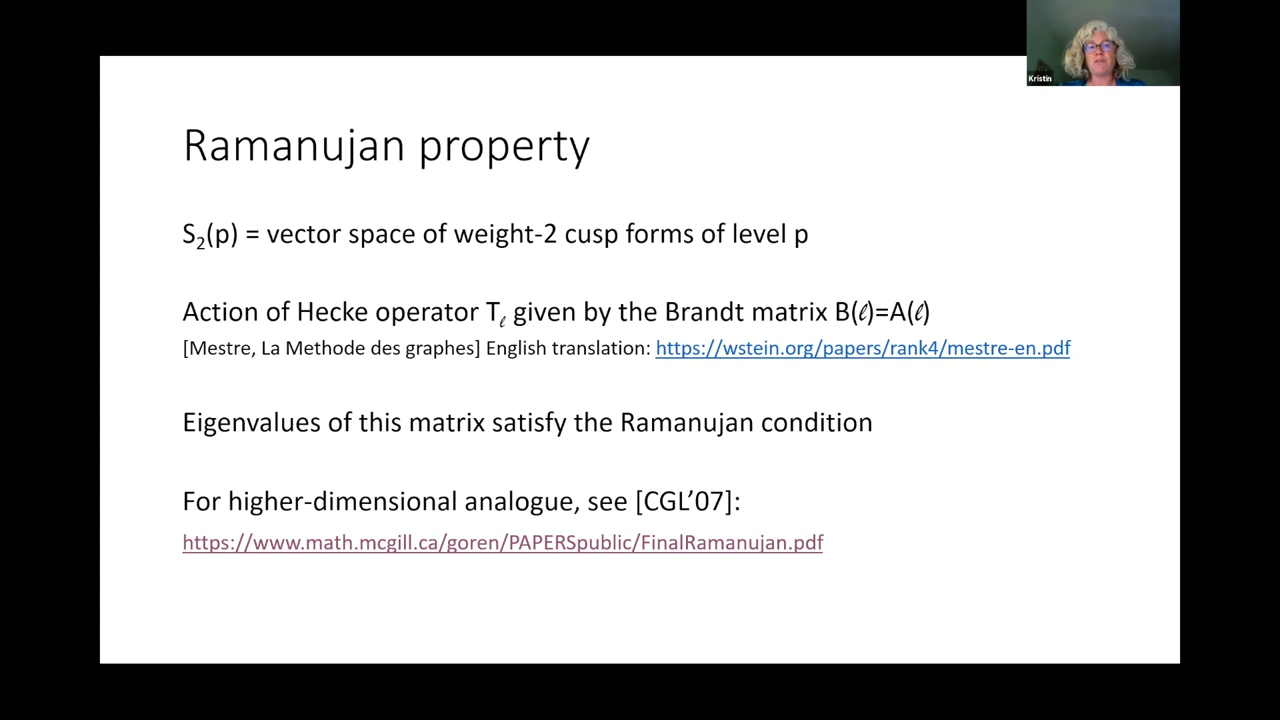 Kristin
Ramanujan property
S₂(p) = vector space of weight-2 cusp forms of level p
Action of Hecke operator T_ℓ given by the Brandt matrix B(ℓ)=A(ℓ)
[Mestre, La Methode des graphes] English translation: https://wstein.org/papers/rank4/mestre-en.pdf
Eigenvalues of this matrix satisfy the Ramanujan condition
For higher-dimensional analogue, see [CGL’07]:
https://www.math.mcgill.ca/goren/PAPERSpublic/FinalRamanujan.pdf